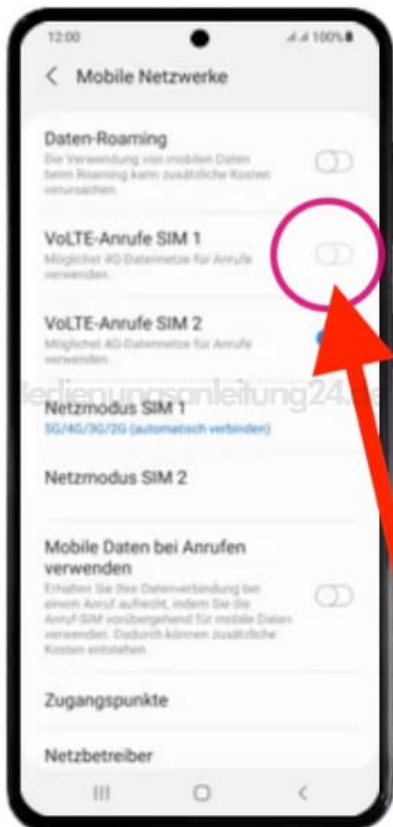 12:00
100%
Mobile Netzwerke
Daten-Roaming
Die Verwendung von mobilen Daten
beim Roaming kann zusätzliche Kosten
verursachen.
VoLTE-Anrufe SIM 1
Möglichst 4G-Datennetze für Anrufe
verwenden.
VoLTE-Anrufe SIM 2
Möglichst 4G-Datennetze für Anrufe
verwenden.
Bedienungsanleitung24.de
Netzmodus SIM 1
5G/4G/3G/2G (automatisch verbinden)
Netzmodus SIM 2
Mobile Daten bei Anrufen
verwenden
Erhalten Sie Ihre Datenverbindung bei
einem Anruf aufrecht, indem Sie die
Anruf-SIM vorübergehend für mobile Daten
verwenden. Dadurch können zusätzliche
Kosten entstehen.
Zugangspunkte
Netzbetreiber